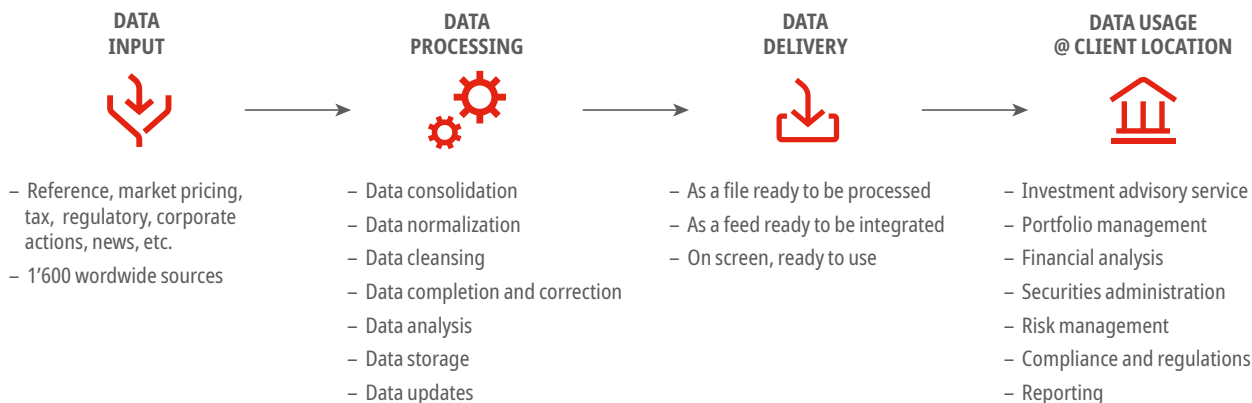 DATA
INPUT
– Reference, market pricing,
tax, regulatory, corporate
actions, news, etc.
– 1'600 wordwide sources
DATA
PROCESSING
– Data consolidation
– Data normalization
– Data cleansing
– Data completion and correction
– Data analysis
– Data storage
– Data updates
DATA
DELIVERY
– As a file ready to be processed
– As a feed ready to be integrated
– On screen, ready to use
DATA USAGE
@ CLIENT LOCATION
– Investment advisory service
– Portfolio management
– Financial analysis
– Securities administration
– Risk management
– Compliance and regulations
– Reporting